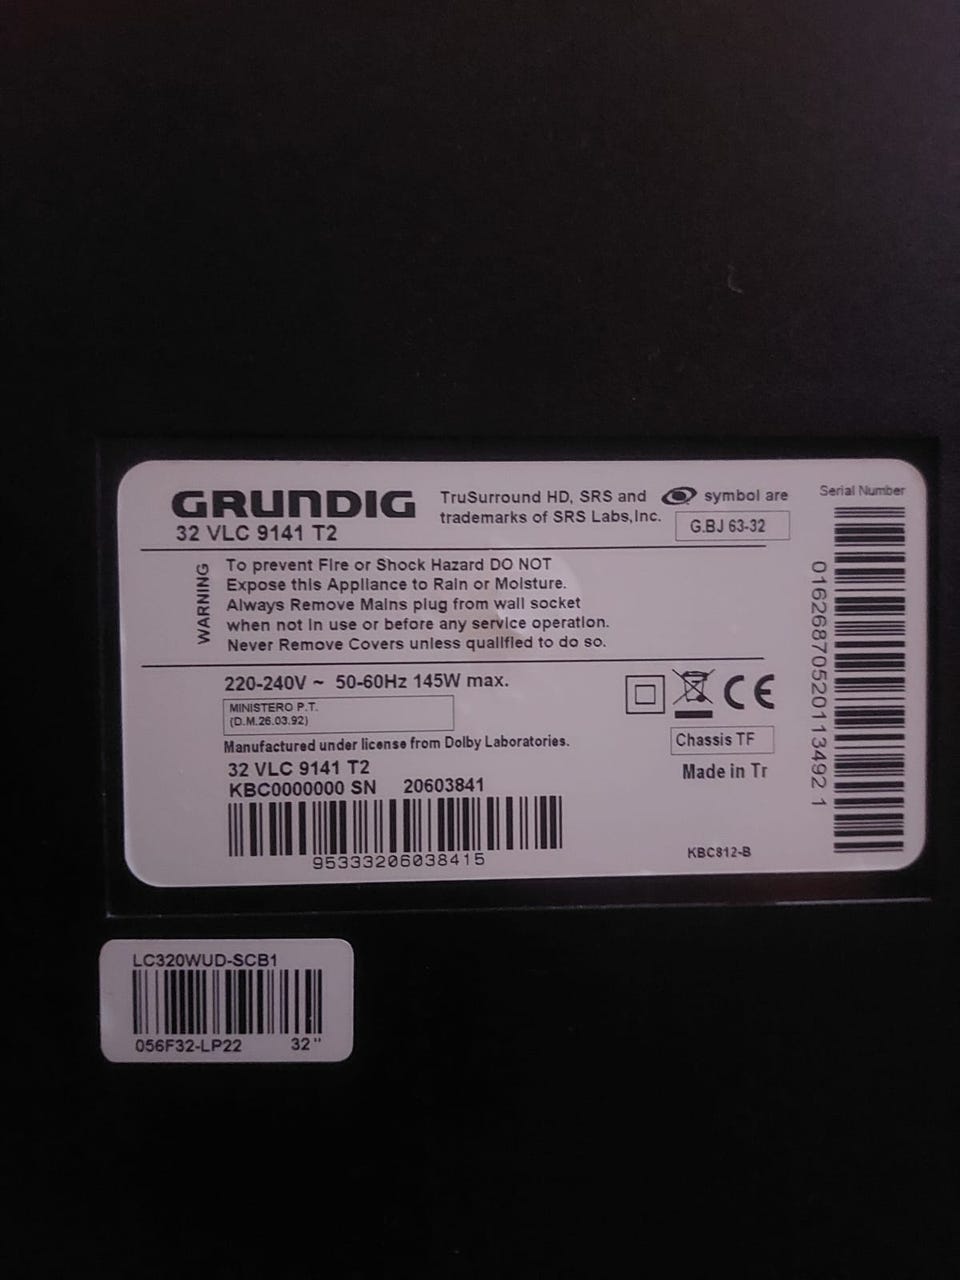 GRUNDIG
32 VLC 9141 T2
TruSurround HD, SRS and symbol are
trademarks of SRS Labs,Inc.
G.BJ 63-32
Serial Number
WARNING
To prevent Fire or Shock Hazard DO NOT
Expose this Appliance to Rain or Moisture.
Always Remove Mains plug from wall socket
when not in use or before any service operation.
Never Remove Covers unless qualified to do so.
220-240V ~ 50-60Hz 145W max.
MINISTERO P.T.
(D.M.26.03.92)
Manufactured under license from Dolby Laboratories.
CE
Chassis TF
Made in Tr
32 VLC 9141 T2
KBC0000000 SN 20603841
95333206038415
KBC812-B
01626870520113492 1
LC320WUD-SCB1
056F32-LP22 32"